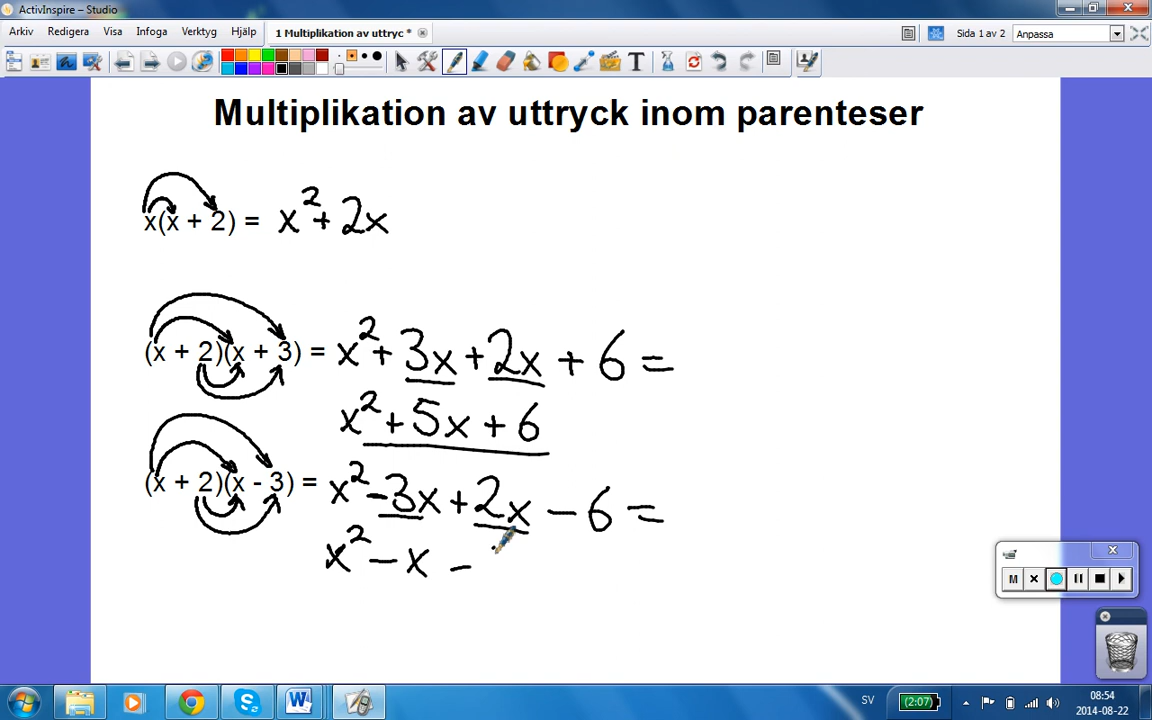 ActivInspire – Studio
Arkiv Redigera Visa Infoga Verktyg Hjälp
1 Multiplikation av uttryc *
Sida 1 av 2 Anpassa
Multiplikation av uttryck inom parenteser
x(x + 2) = x² + 2x
(x + 2)(x + 3) = x² + 3x + 2x + 6 =
x² + 5x + 6
(x + 2)(x - 3) = x² - 3x + 2x - 6 =
x² - x -
M
SV (2:07) 08:54
2014-08-22